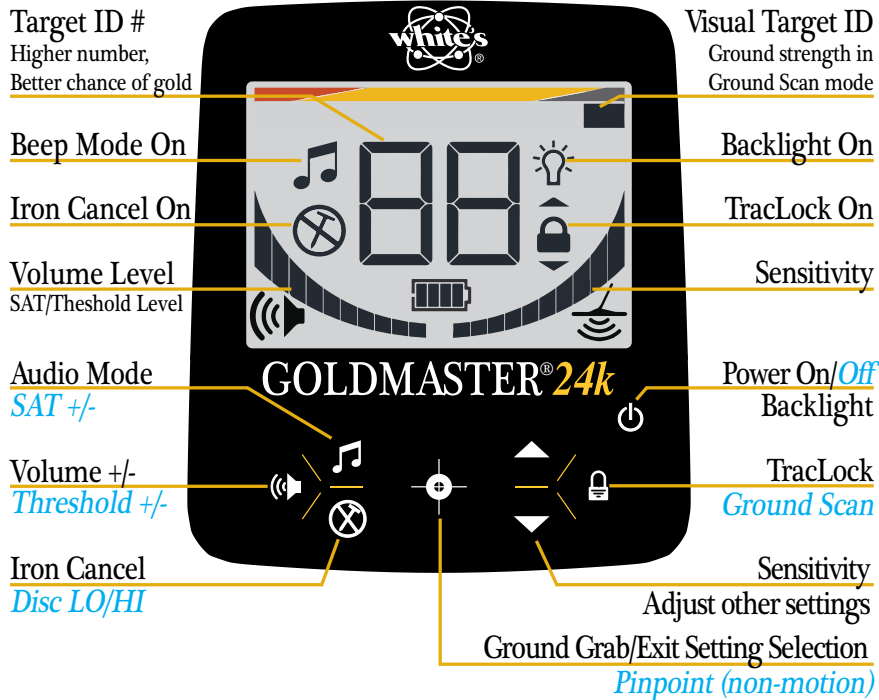 Target ID #
Higher number,
Better chance of gold
Beep Mode On
Iron Cancel On
Volume Level
SAT/Theshold Level
Audio Mode
SAT +/-
Volume +/-
Threshold +/-
Iron Cancel
Disc LO/HI
white's
®
88
GOLDMASTER® 24k
Visual Target ID
Ground strength in
Ground Scan mode
Backlight On
TracLock On
Sensitivity
Power On/Off
Backlight
TracLock
Ground Scan
Sensitivity
Adjust other settings
Ground Grab/Exit Setting Selection
Pinpoint (non-motion)